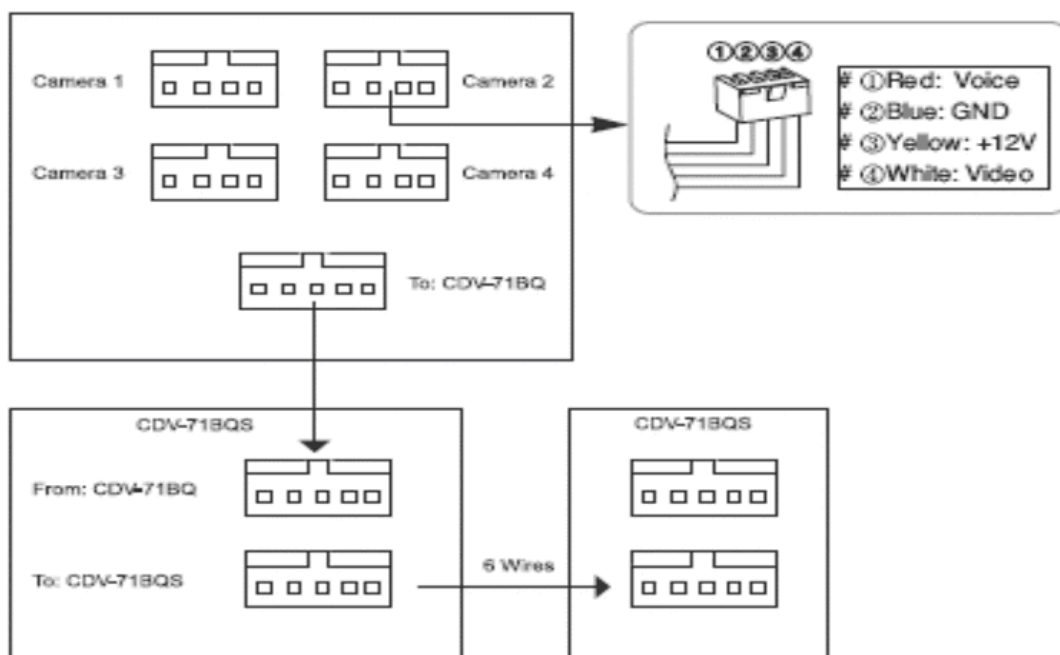 Camera 1
Camera 2
Camera 3
Camera 4
To: CDV-71BQ
①②③④
# ①Red: Voice
# ②Blue: GND
# ③Yellow: +12V
# ④White: Video
CDV-71BQS
From: CDV-71BQ
To: CDV-71BQS
6 Wires
CDV-71BQS